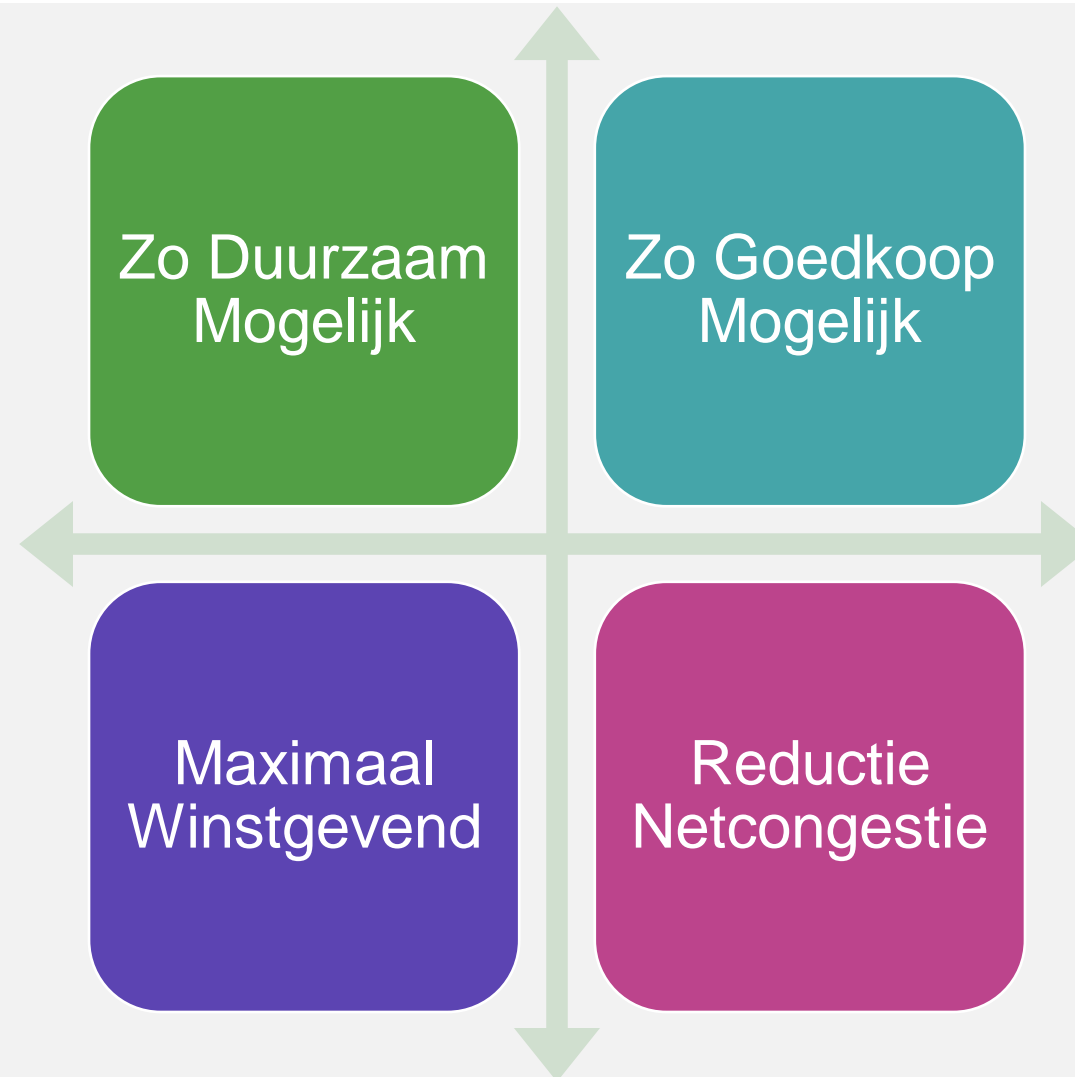 Zo Duurzaam
Mogelijk
Zo Goedkoop
Mogelijk
Maximaal
Winstgevend
Reductie
Netcongestie